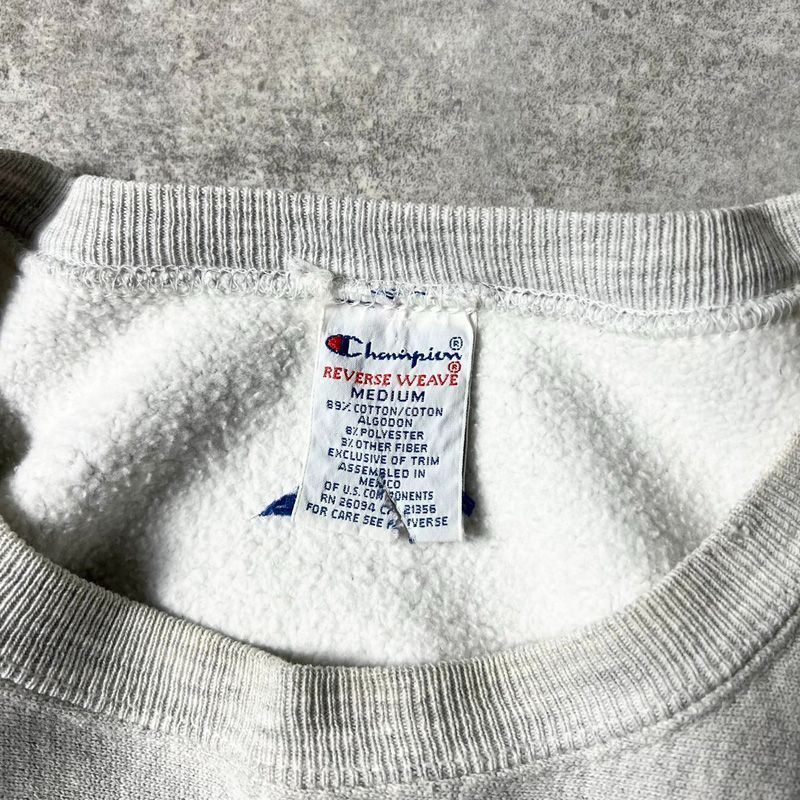 Champion®
REVERSE WEAVE®
MEDIUM
89% COTTON/COTON
ALGODON
8% POLYESTER
3% OTHER FIBER
EXCLUSIVE OF TRIM
ASSEMBLED IN
MEXICO
OF U.S. COMPONENTS
RN 26094 CA 21356
FOR CARE SEE REVERSE